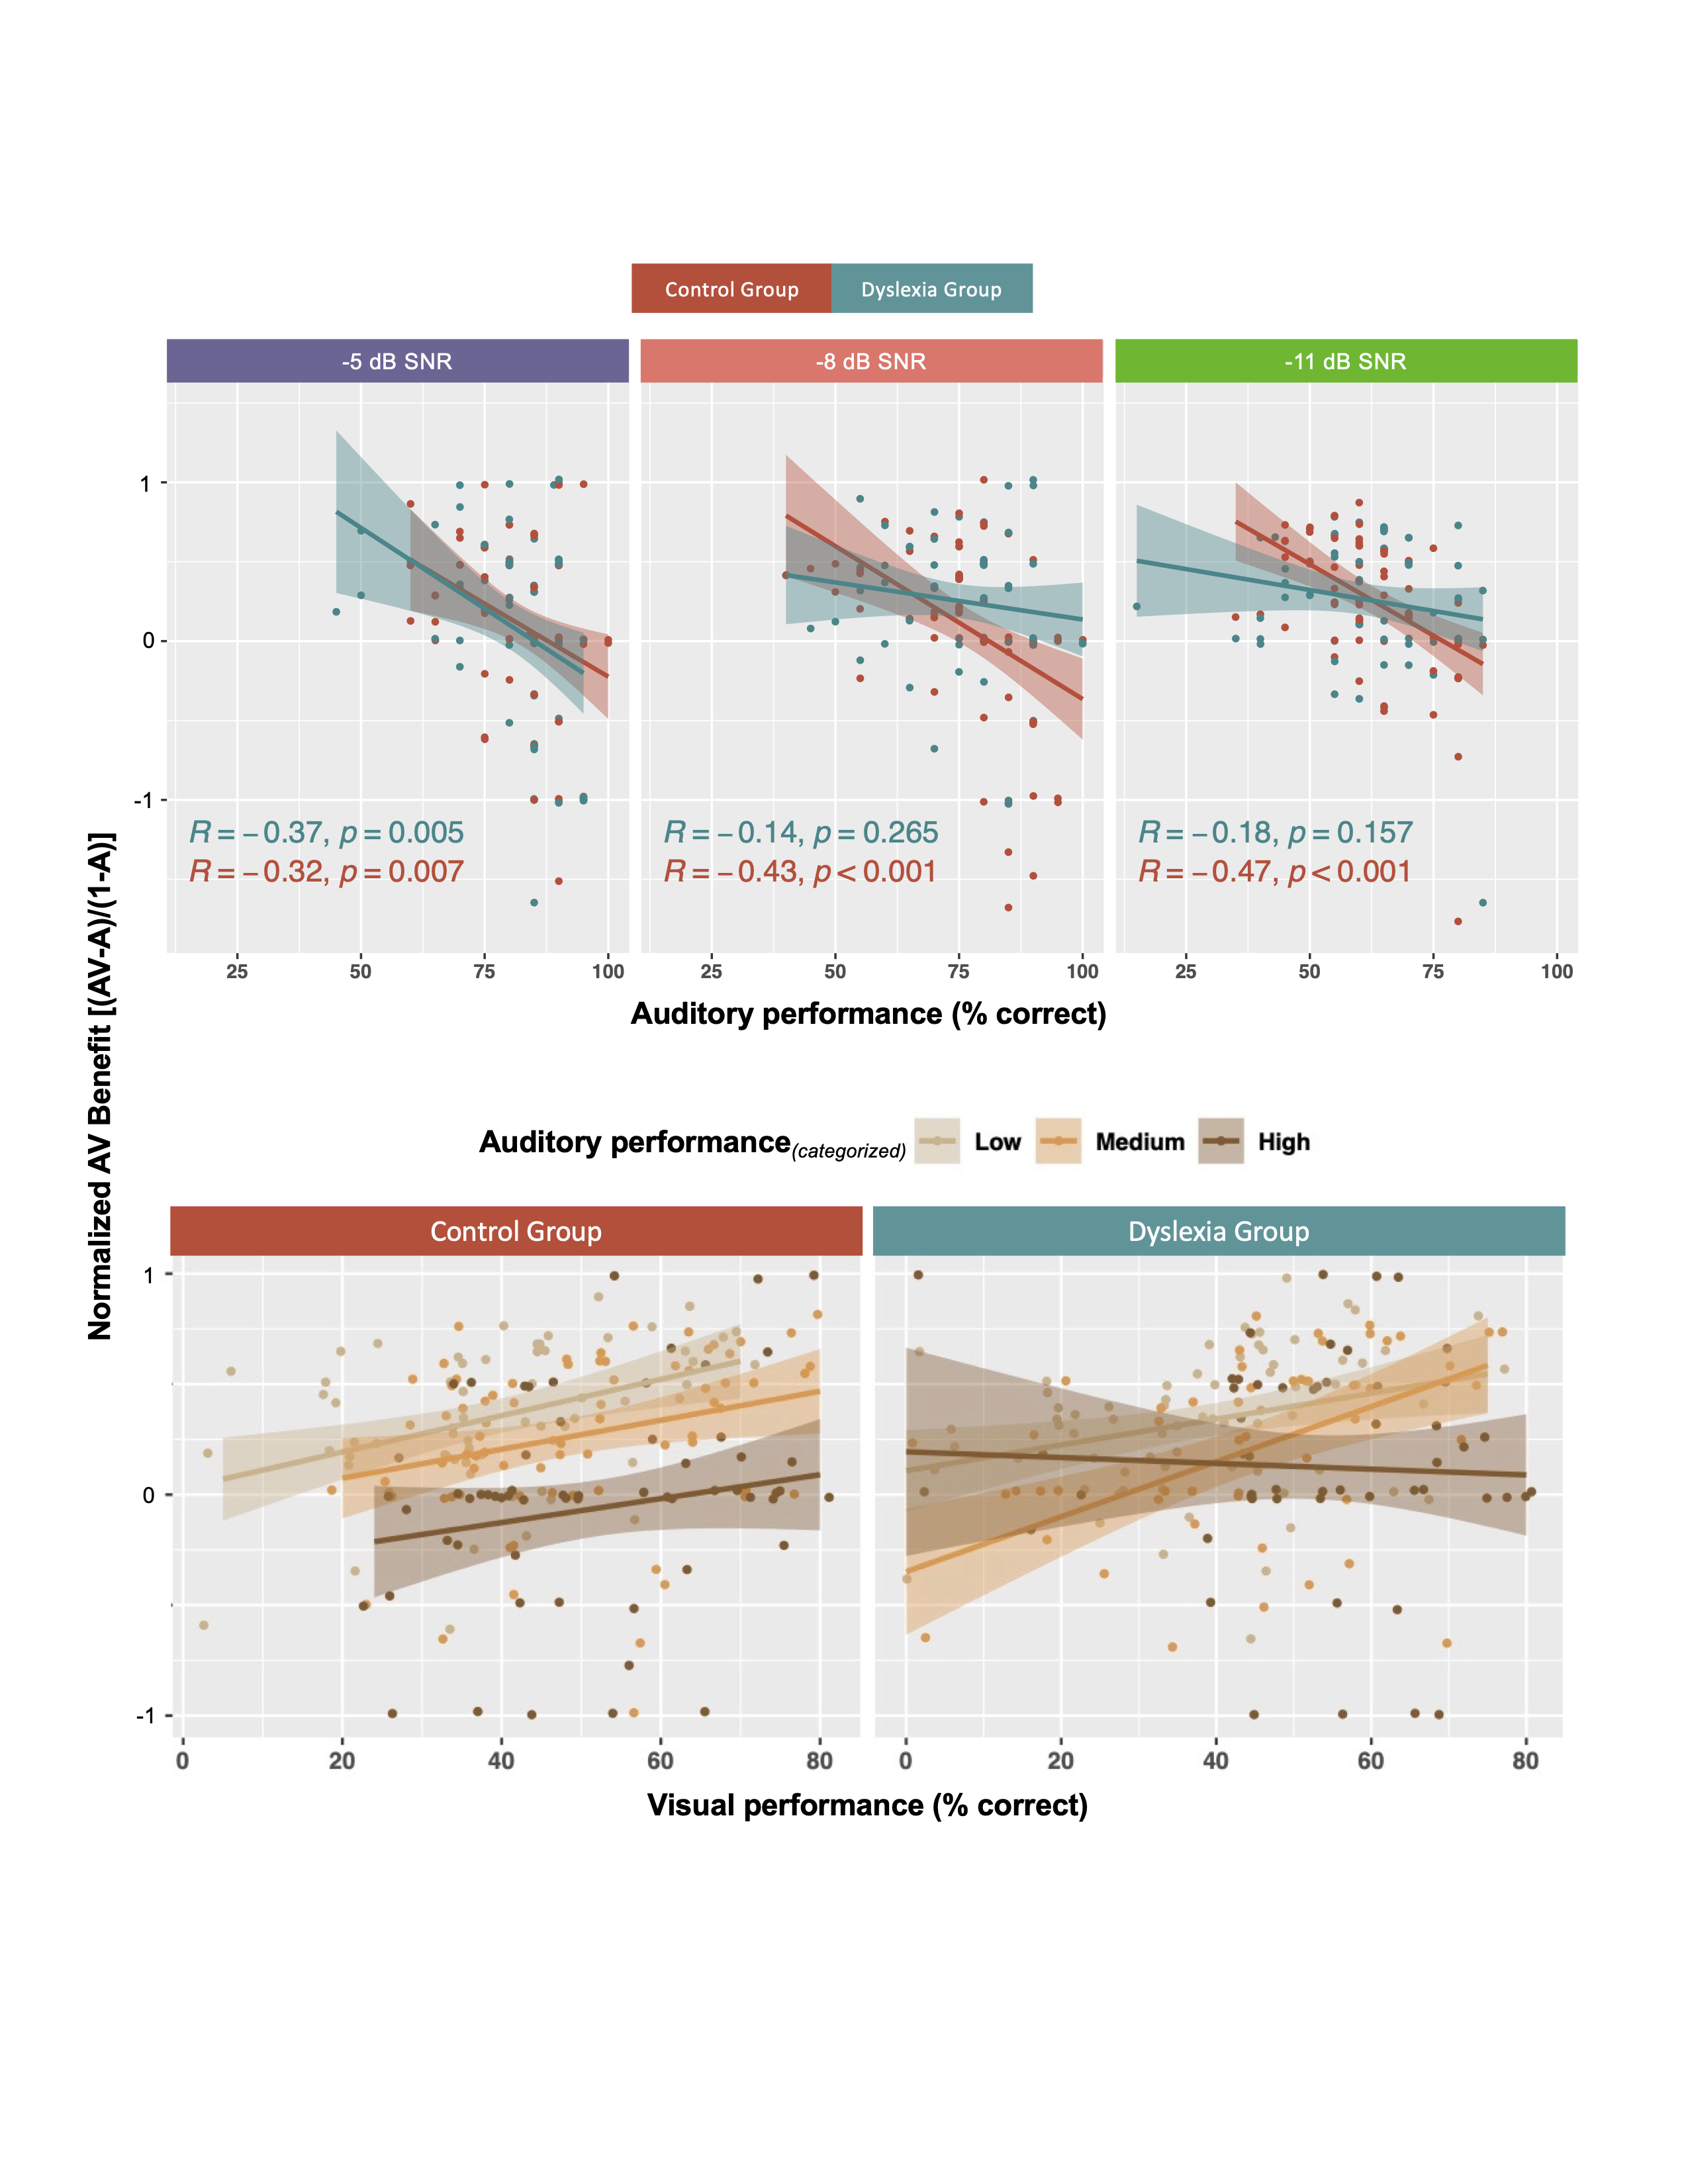 Control Group Dyslexia Group
-5 dB SNR -8 dB SNR -11 dB SNR
1
0
-1
R = − 0.37, p = 0.005 R = − 0.14, p = 0.265 R = − 0.18, p = 0.157
R = − 0.32, p = 0.007 R = − 0.43, p < 0.001 R = − 0.47, p < 0.001
25 50 75 100 25 50 75 100 25 50 75 100
Auditory performance (% correct)
Normalized AV Benefit [(AV-A)/(1-A)]
Auditory performance(categorized) Low Medium High
Control Group Dyslexia Group
1
0
-1
0 20 40 60 80 0 20 40 60 80
Visual performance (% correct)